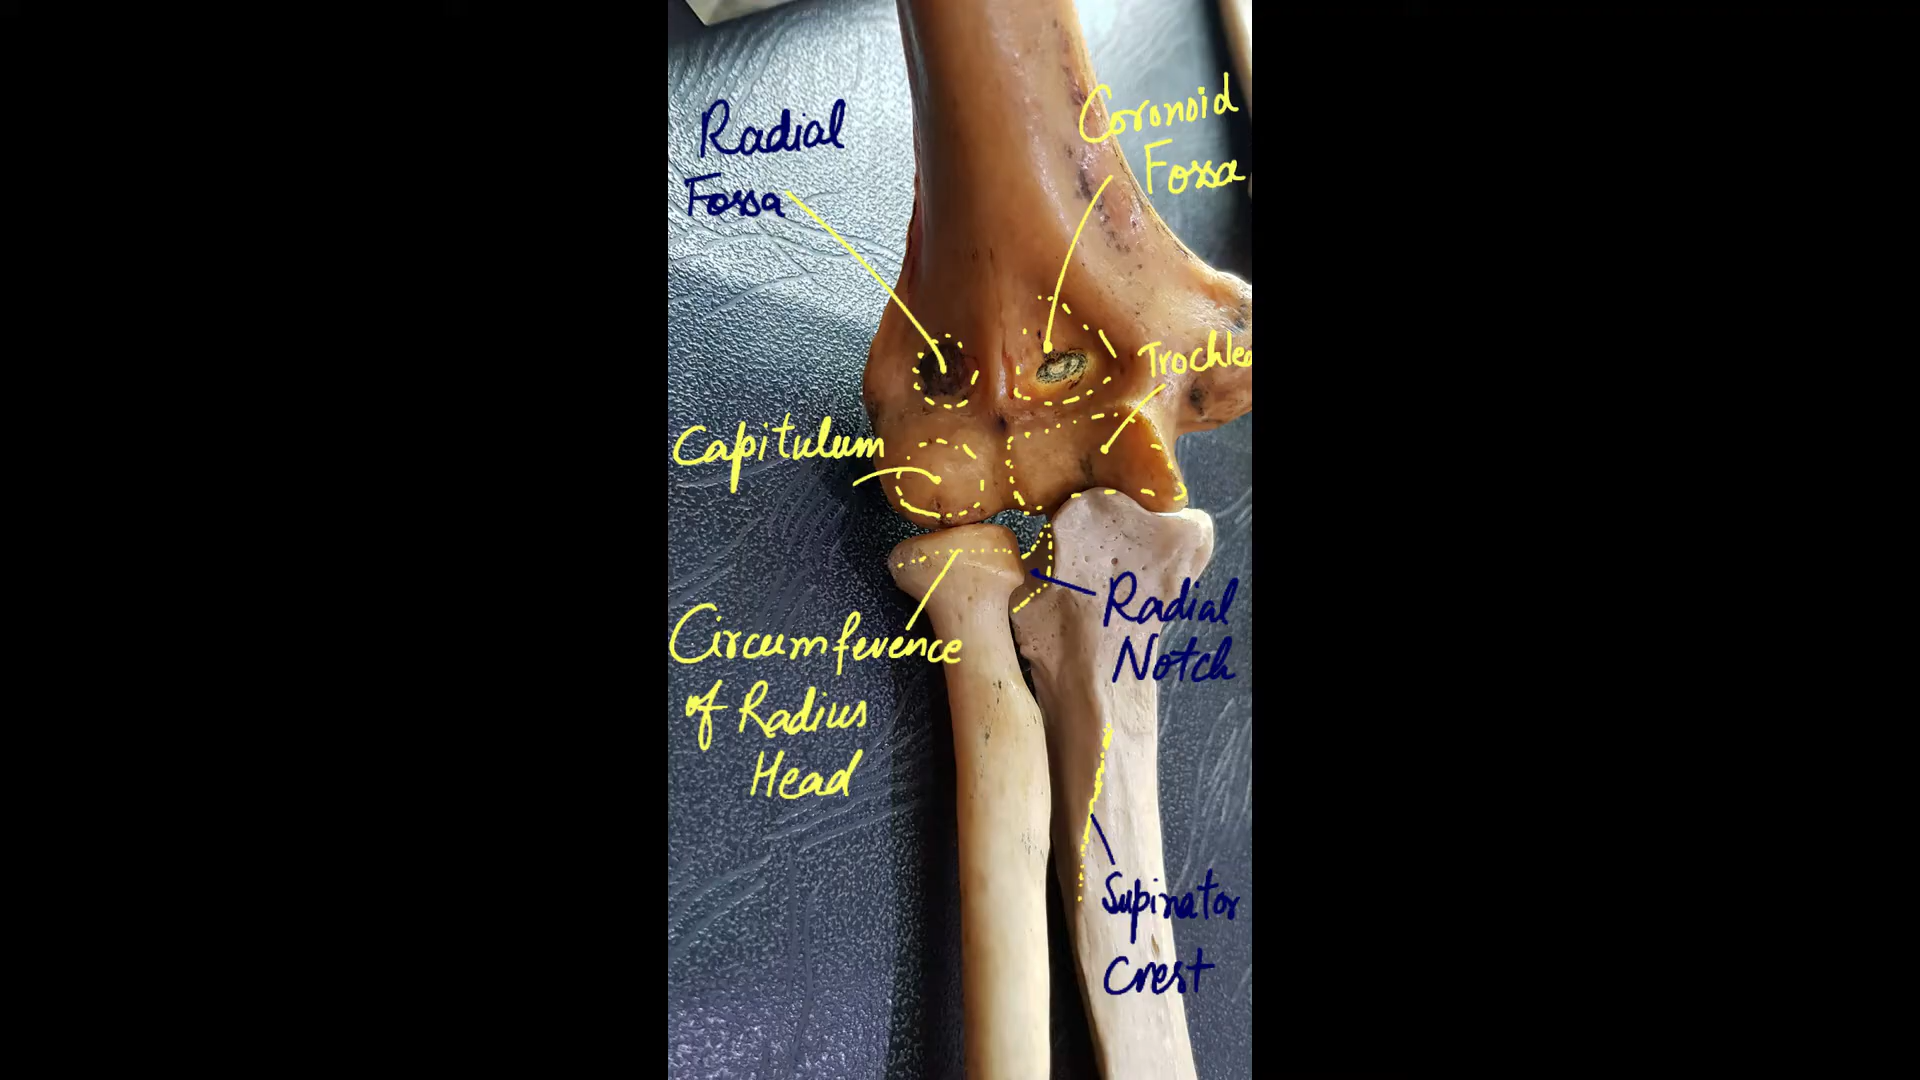 Radial
Fossa
Coronoid
Fossa
Trochlea
Capitulum
Circumference
of Radius
Head
Radial
Notch
Supinator
Crest